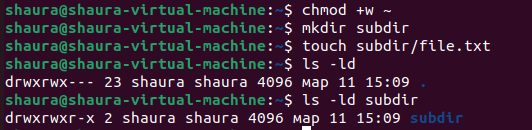 shaura@shaura-virtual-machine:~$ chmod +w ~
shaura@shaura-virtual-machine:~$ mkdir subdir
shaura@shaura-virtual-machine:~$ touch subdir/file.txt
shaura@shaura-virtual-machine:~$ ls -ld
drwxrwx--- 23 shaura shaura 4096 мар 11 15:09 .
shaura@shaura-virtual-machine:~$ ls -ld subdir
drwxrwxr-x 2 shaura shaura 4096 мар 11 15:09 subdir